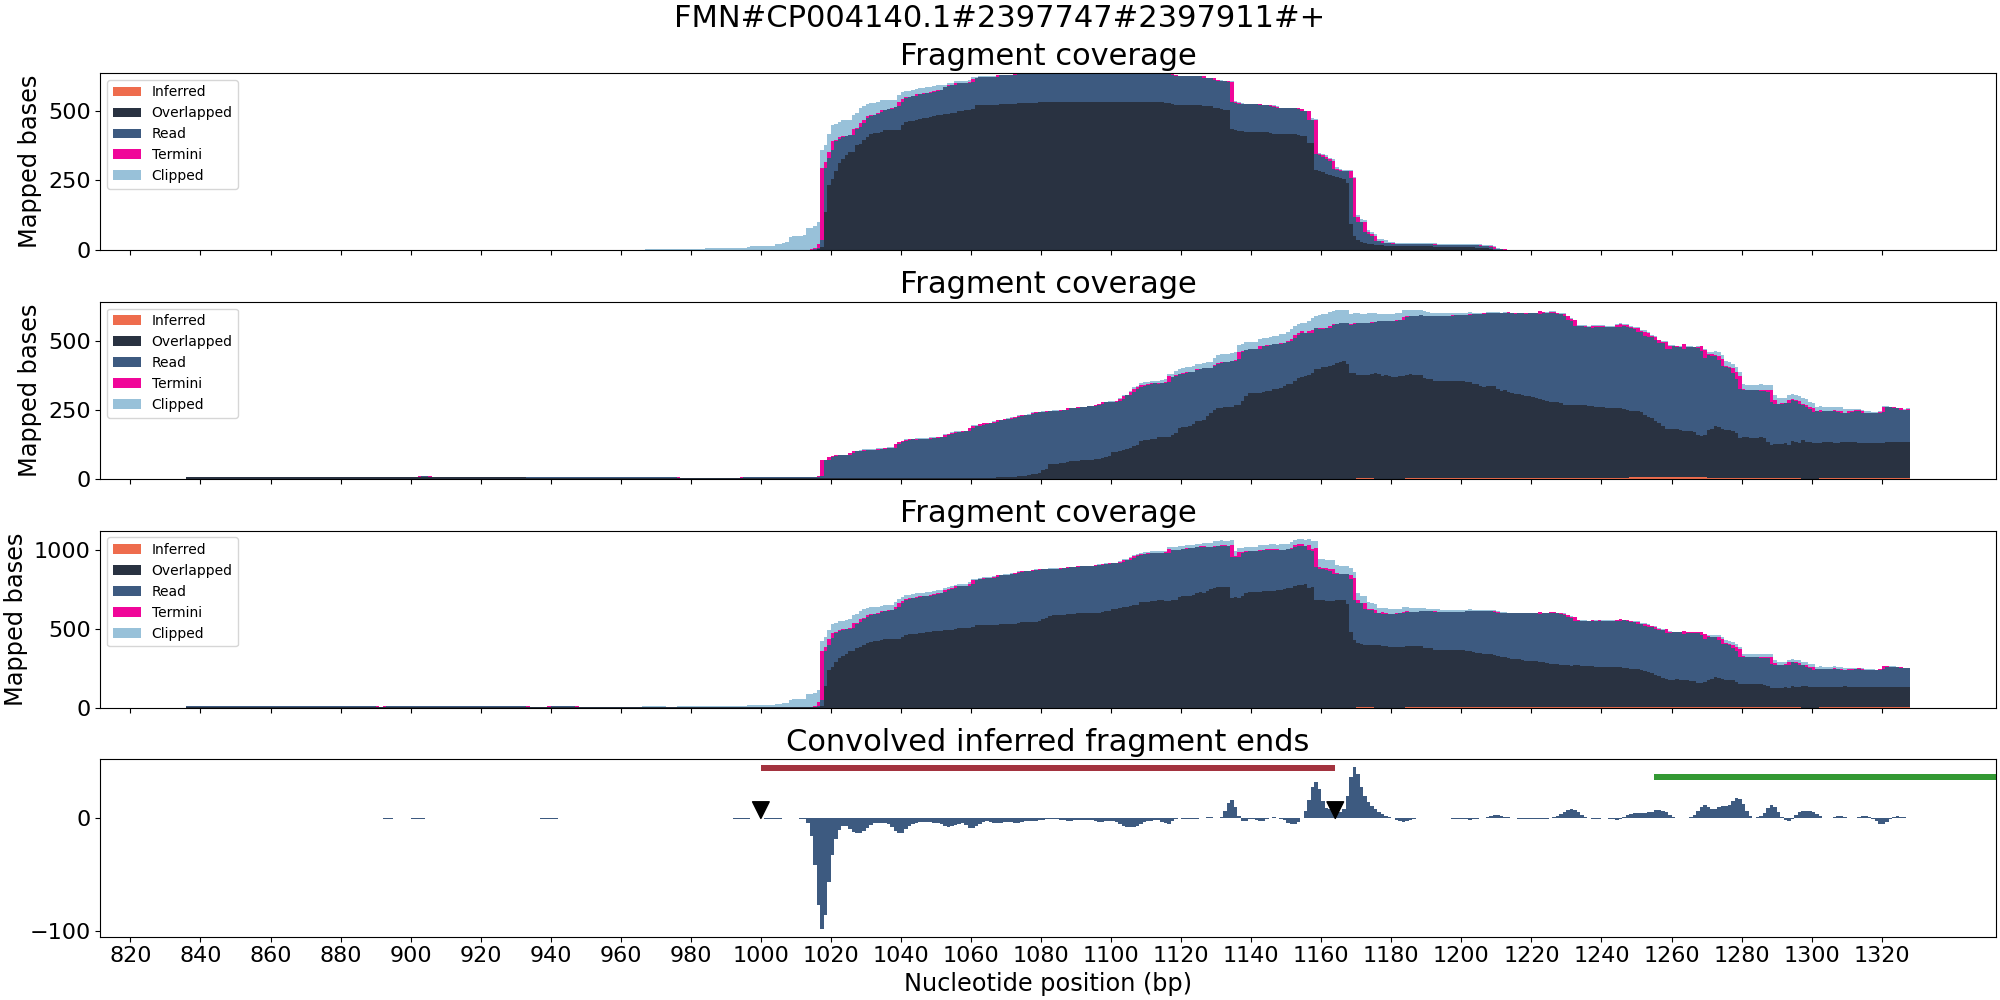 FMN#CP004140.1#2397747#2397911#+
Fragment coverage
Mapped bases
500
250
0
Inferred
Overlapped
Read
Termini
Clipped
Fragment coverage
Mapped bases
500
250
0
Inferred
Overlapped
Read
Termini
Clipped
Fragment coverage
Mapped bases
1000
500
0
Inferred
Overlapped
Read
Termini
Clipped
Convolved inferred fragment ends
0
−100
820 840 860 880 900 920 940 960 980 1000 1020 1040 1060 1080 1100 1120 1140 1160 1180 1200 1220 1240 1260 1280 1300 1320
Nucleotide position (bp)